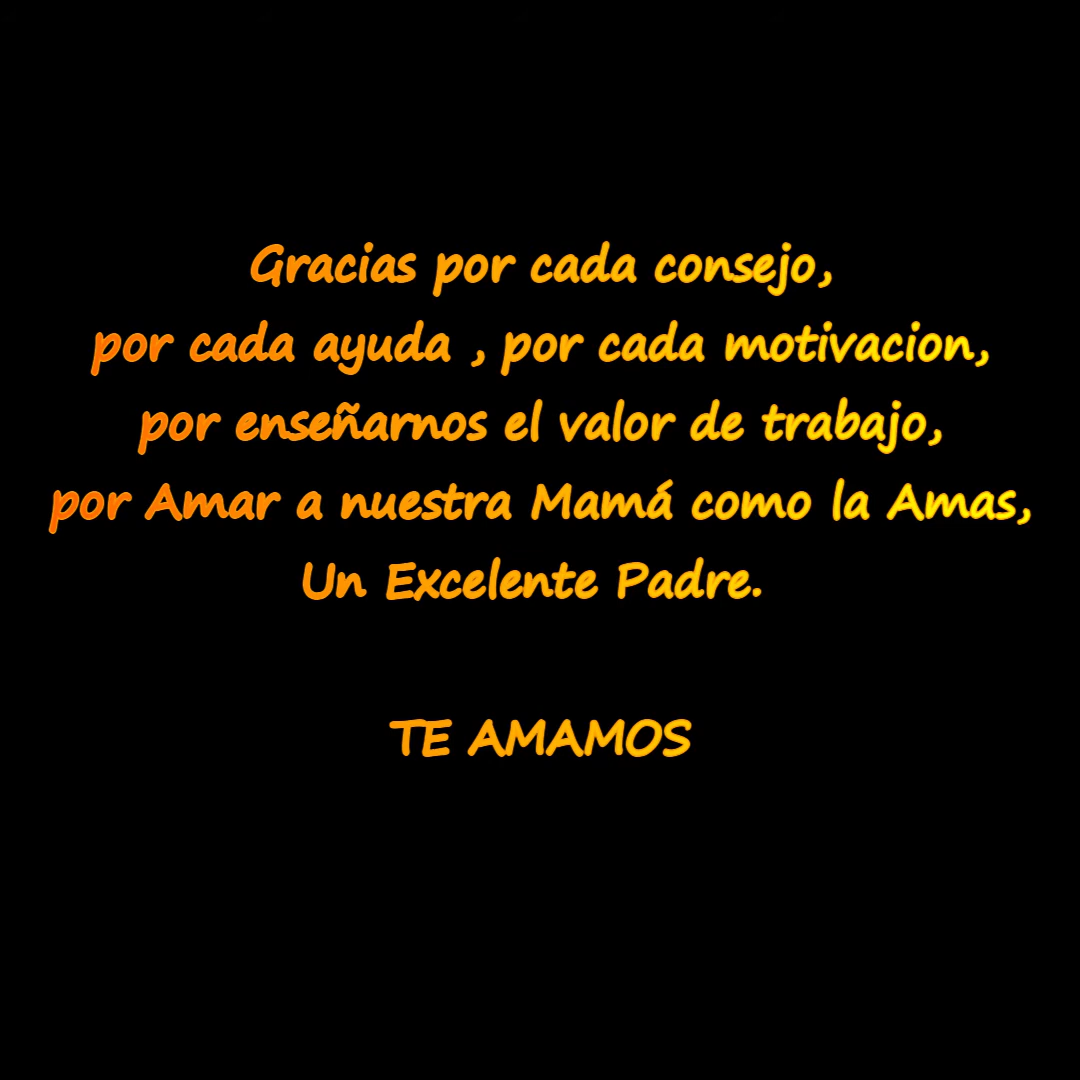 Gracias por cada consejo,
por cada ayuda , por cada motivacion,
por enseñarnos el valor de trabajo,
por Amar a nuestra Mamá como la Amas,
Un Excelente Padre.
TE AMAMOS